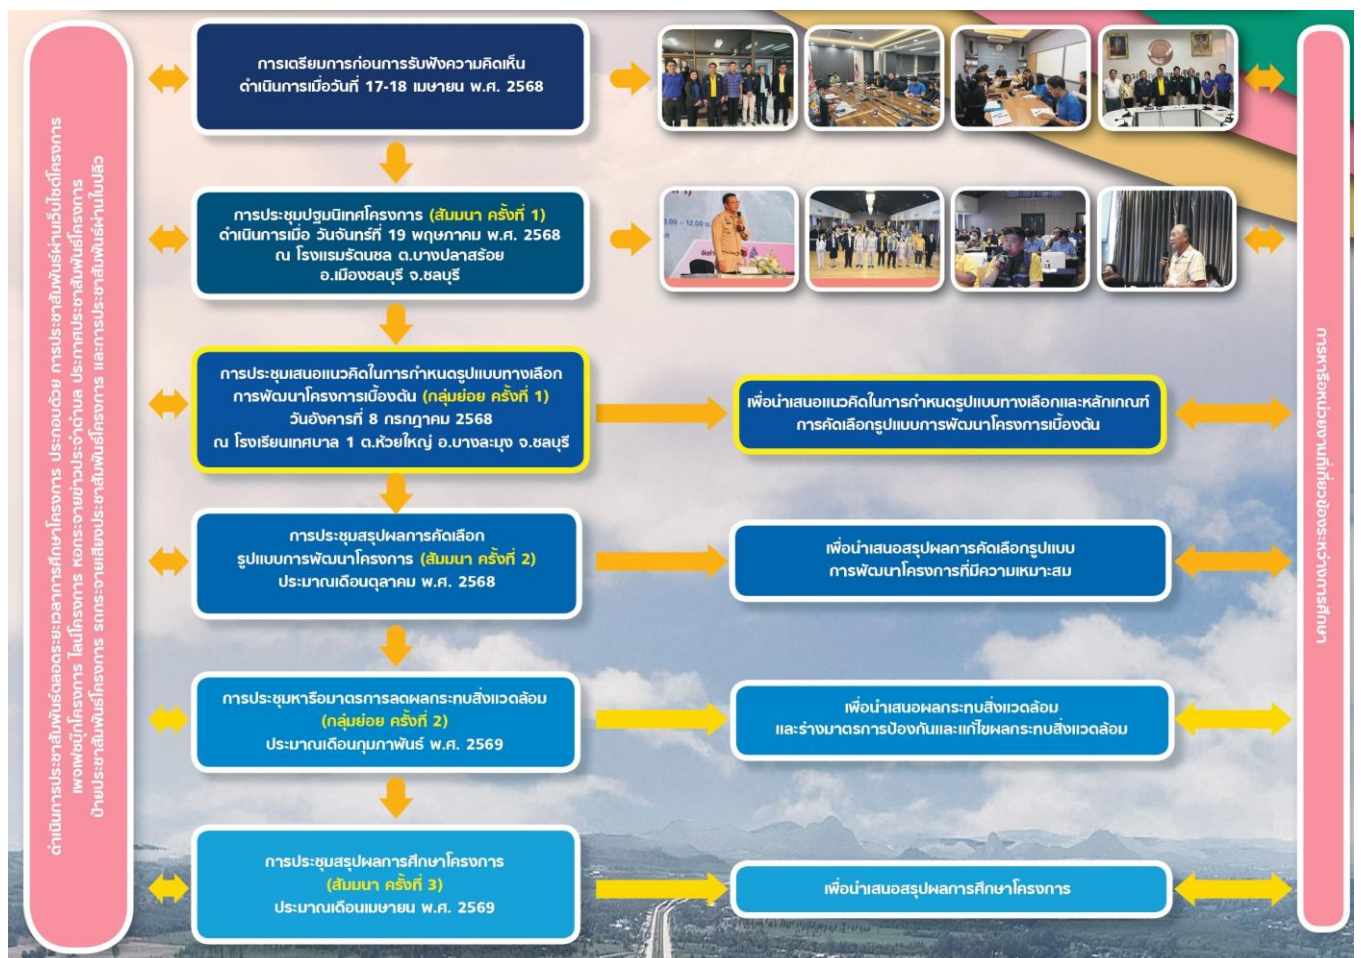 ดำเนินการประชาสัมพันธ์ตลอดระยะเวลาการศึกษาโครงการ ประกอบด้วย การประชาสัมพันธ์ผ่านเว็บไซต์โครงการ
เพจเฟซบุ๊กโครงการ ไลน์โครงการ หอกระจายข่าวประจำตำบล ประกาศประชาสัมพันธ์โครงการ
ป้ายประชาสัมพันธ์โครงการ รถกระจายเสียงประชาสัมพันธ์โครงการ และการประชาสัมพันธ์ผ่านใบปลิว
การเตรียมการก่อนการรับฟังความคิดเห็น
ดำเนินการเมื่อวันที่ 17-18 เมษายน พ.ศ. 2568
การประชุมปฐมนิเทศโครงการ (สัมมนา ครั้งที่ 1)
ดำเนินการเมื่อ วันจันทร์ที่ 19 พฤษภาคม พ.ศ. 2568
ณ โรงแรมรัตนชล ต.บางปลาสร้อย
อ.เมืองชลบุรี จ.ชลบุรี
การประชุมเสนอแนวคิดในการกำหนดรูปแบบทางเลือก
การพัฒนาโครงการเบื้องต้น (กลุ่มย่อย ครั้งที่ 1)
วันอังคารที่ 8 กรกฎาคม 2568
ณ โรงเรียนเทศบาล 1 ต.ห้วยใหญ่ อ.บางละมุง จ.ชลบุรี
เพื่อนำเสนอแนวคิดในการกำหนดรูปแบบทางเลือกและหลักเกณฑ์
การคัดเลือกรูปแบบการพัฒนาโครงการเบื้องต้น
การประชุมสรุปผลการคัดเลือก
รูปแบบการพัฒนาโครงการ (สัมมนา ครั้งที่ 2)
ประมาณเดือนตุลาคม พ.ศ. 2568
เพื่อนำเสนอสรุปผลการคัดเลือกรูปแบบ
การพัฒนาโครงการที่มีความเหมาะสม
การประชุมหารือมาตรการลดผลกระทบสิ่งแวดล้อม
(กลุ่มย่อย ครั้งที่ 2)
ประมาณเดือนกุมภาพันธ์ พ.ศ. 2569
เพื่อนำเสนอผลกระทบสิ่งแวดล้อม
และร่างมาตรการป้องกันและแก้ไขผลกระทบสิ่งแวดล้อม
การประชุมสรุปผลการศึกษาโครงการ
(สัมมนา ครั้งที่ 3)
ประมาณเดือนเมษายน พ.ศ. 2569
เพื่อนำเสนอสรุปผลการศึกษาโครงการ
การหารือหน่วยงานที่เกี่ยวข้องระหว่างการศึกษา